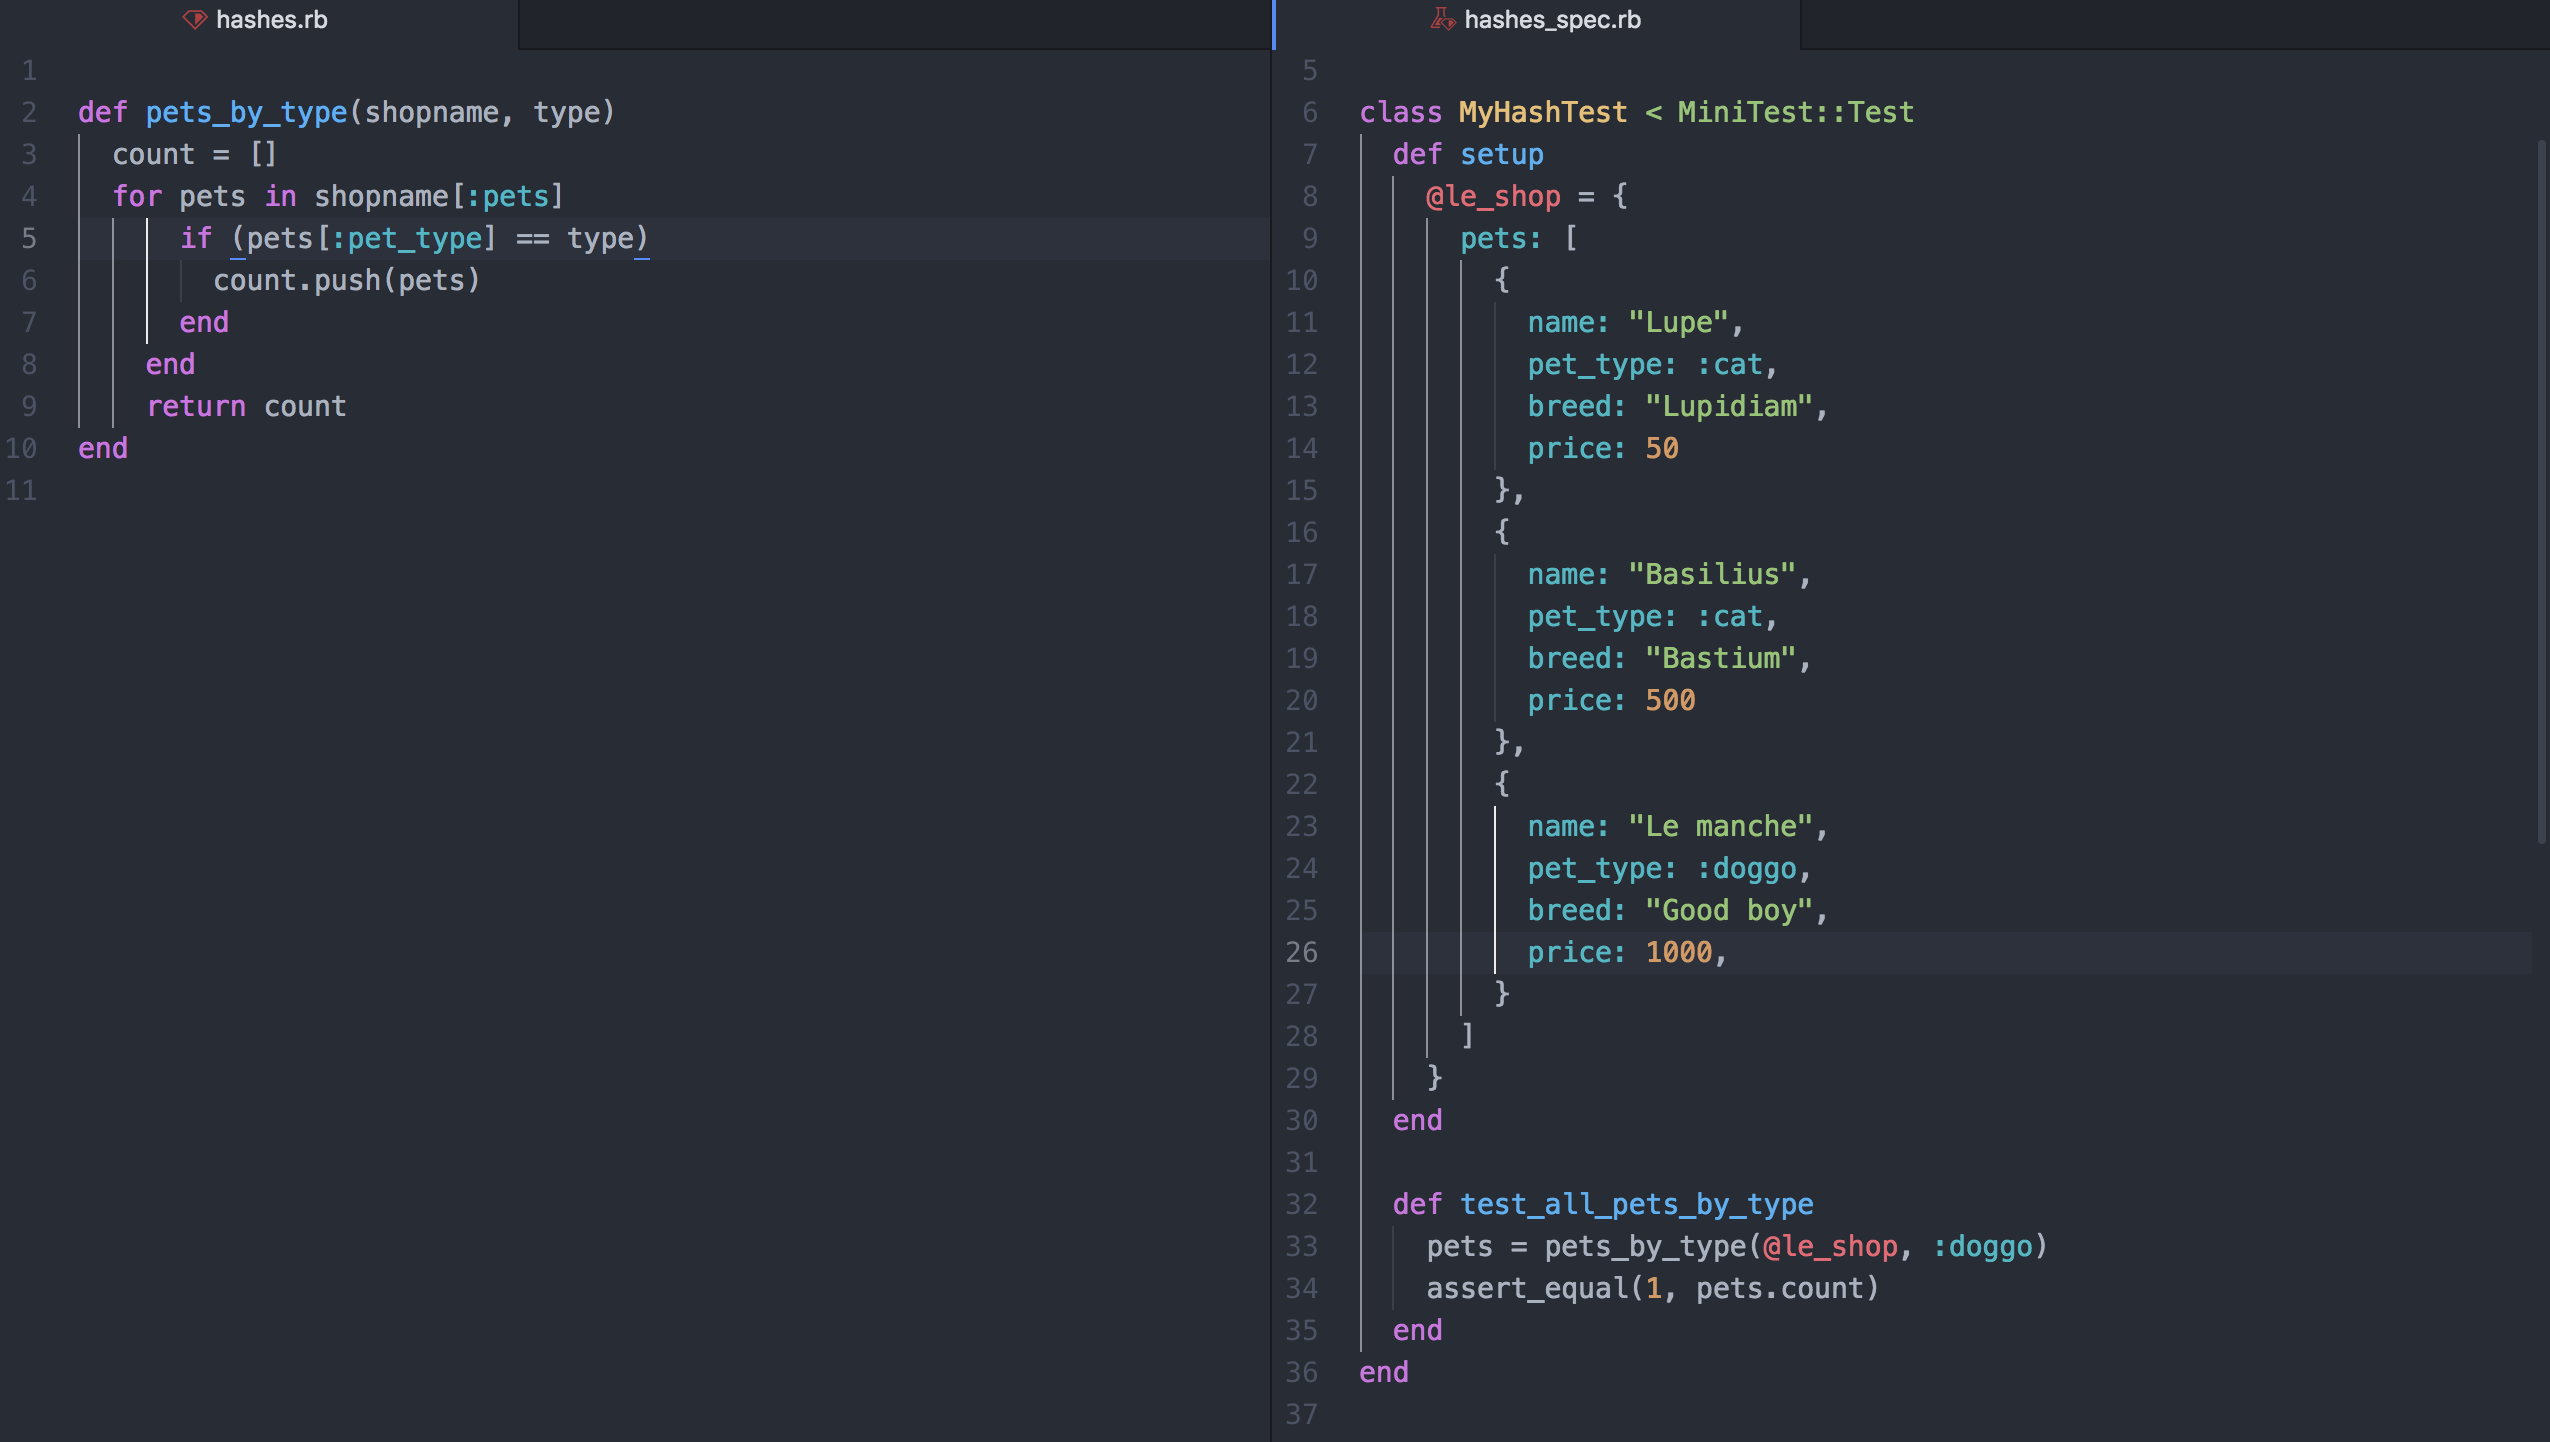 hashes.rb
1
2 def pets_by_type(shopname, type)
3   count = []
4   for pets in shopname[:pets]
5       if (pets[:pet_type] == type)
6         count.push(pets)
7       end
8     end
9     return count
10 end
11
hashes_spec.rb
5
6 class MyHashTest < MiniTest::Test
7   def setup
8     @le_shop = {
9       pets: [
10         {
11           name: "Lupe",
12           pet_type: :cat,
13           breed: "Lupidiam",
14           price: 50
15         },
16         {
17           name: "Basilius",
18           pet_type: :cat,
19           breed: "Bastium",
20           price: 500
21         },
22         {
23           name: "Le manche",
24           pet_type: :doggo,
25           breed: "Good boy",
26           price: 1000,
27         }
28       ]
29     }
30   end
31
32   def test_all_pets_by_type
33     pets = pets_by_type(@le_shop, :doggo)
34     assert_equal(1, pets.count)
35   end
36 end
37